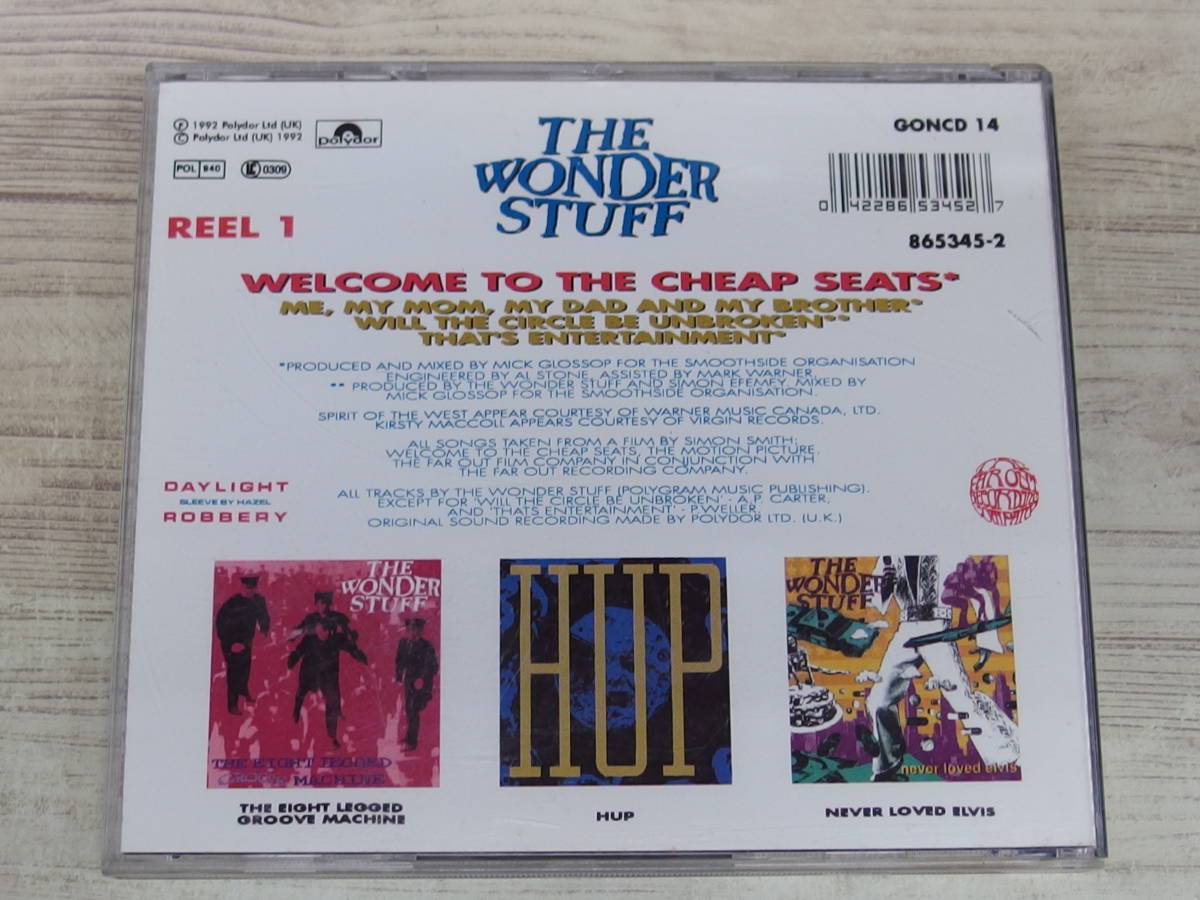 ℗ 1992 Polydor Ltd (UK)
© Polydor Ltd (UK) 1992
polydor
POL 940
LC 0309
THE
WONDER
STUFF
GONCD 14
0 42286 53452 7
865345-2
REEL 1
WELCOME TO THE CHEAP SEATS*
ME, MY MOM, MY DAD AND MY BROTHER*
WILL THE CIRCLE BE UNBROKEN**
THAT'S ENTERTAINMENT*
*PRODUCED AND MIXED BY MICK GLOSSOP FOR THE SMOOTHSIDE ORGANISATION
ENGINEERED BY AL STONE, ASSISTED BY MARK WARNER.
** PRODUCED BY THE WONDER STUFF AND SIMON EFEMEY, MIXED BY
MICK GLOSSOP FOR THE SMOOTHSIDE ORGANISATION.
SPIRIT OF THE WEST APPEAR COURTESY OF WARNER MUSIC CANADA, LTD.
KIRSTY MACCOLL APPEARS COURTESY OF VIRGIN RECORDS.
ALL SONGS TAKEN FROM A FILM BY SIMON SMITH;
WELCOME TO THE CHEAP SEATS, THE MOTION PICTURE.
THE FAR OUT FILM COMPANY IN CONJUNCTION WITH
THE 'FAR OUT' RECORDING COMPANY.
ALL TRACKS BY THE WONDER STUFF (POLYGRAM MUSIC PUBLISHING).
EXCEPT FOR 'WILL THE CIRCLE BE UNBROKEN' - A.P. CARTER,
AND 'THATS ENTERTAINMENT' - P.WELLER,
ORIGINAL SOUND RECORDING MADE BY POLYDOR LTD. (U.K.)
DAYLIGHT
SLEEVE BY HAZEL
ROBBERY
THE
FAR OUT
RECORDING
COMPANY
THE
WONDER
STUFF
THE EIGHT LEGGED
GROOVE MACHINE
HUP
THE
WONDER
STUFF
never loved elvis
THE EIGHT LEGGED
GROOVE MACHINE
HUP
NEVER LOVED ELVIS